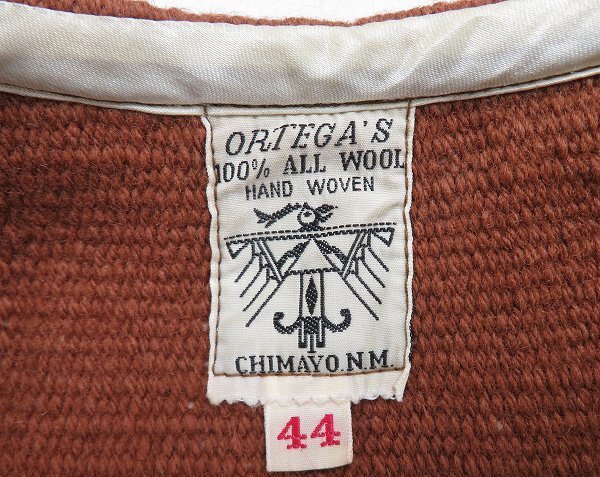 ORTEGA'S
100% ALL WOOL
HAND WOVEN
CHIMAYO. N.M.
44